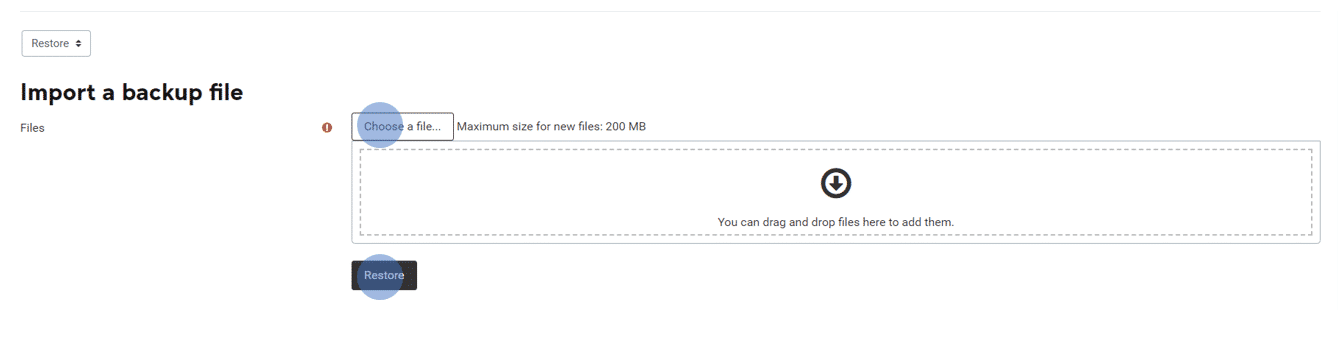 Restore
Import a backup file
Files
Choose a file... Maximum size for new files: 200 MB
You can drag and drop files here to add them.
Restore